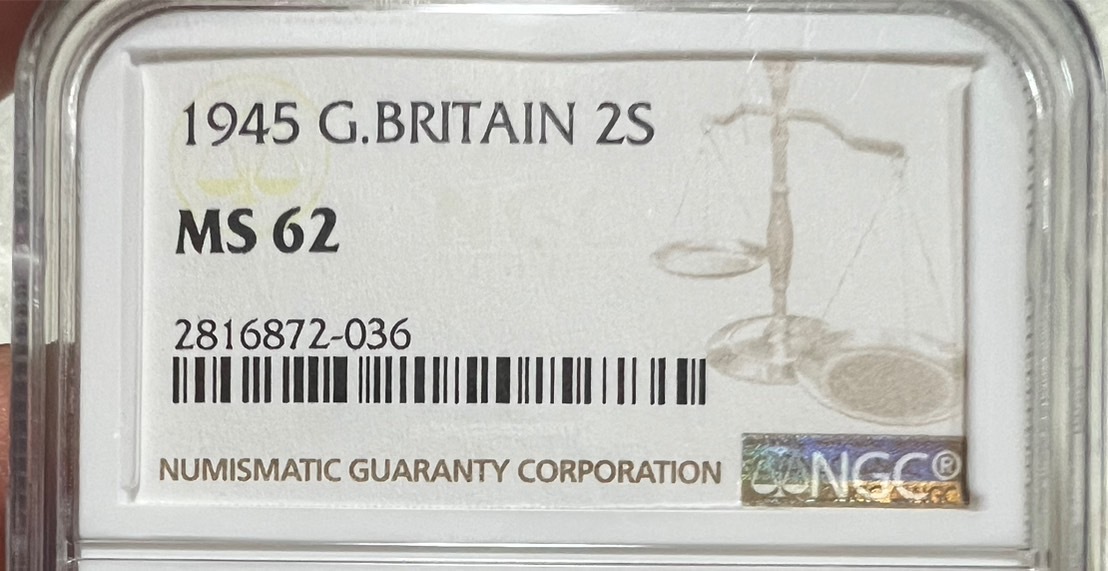 1945 G.BRITAIN 2S
MS 62
2816872-036
NUMISMATIC GUARANTY CORPORATION
NGC®